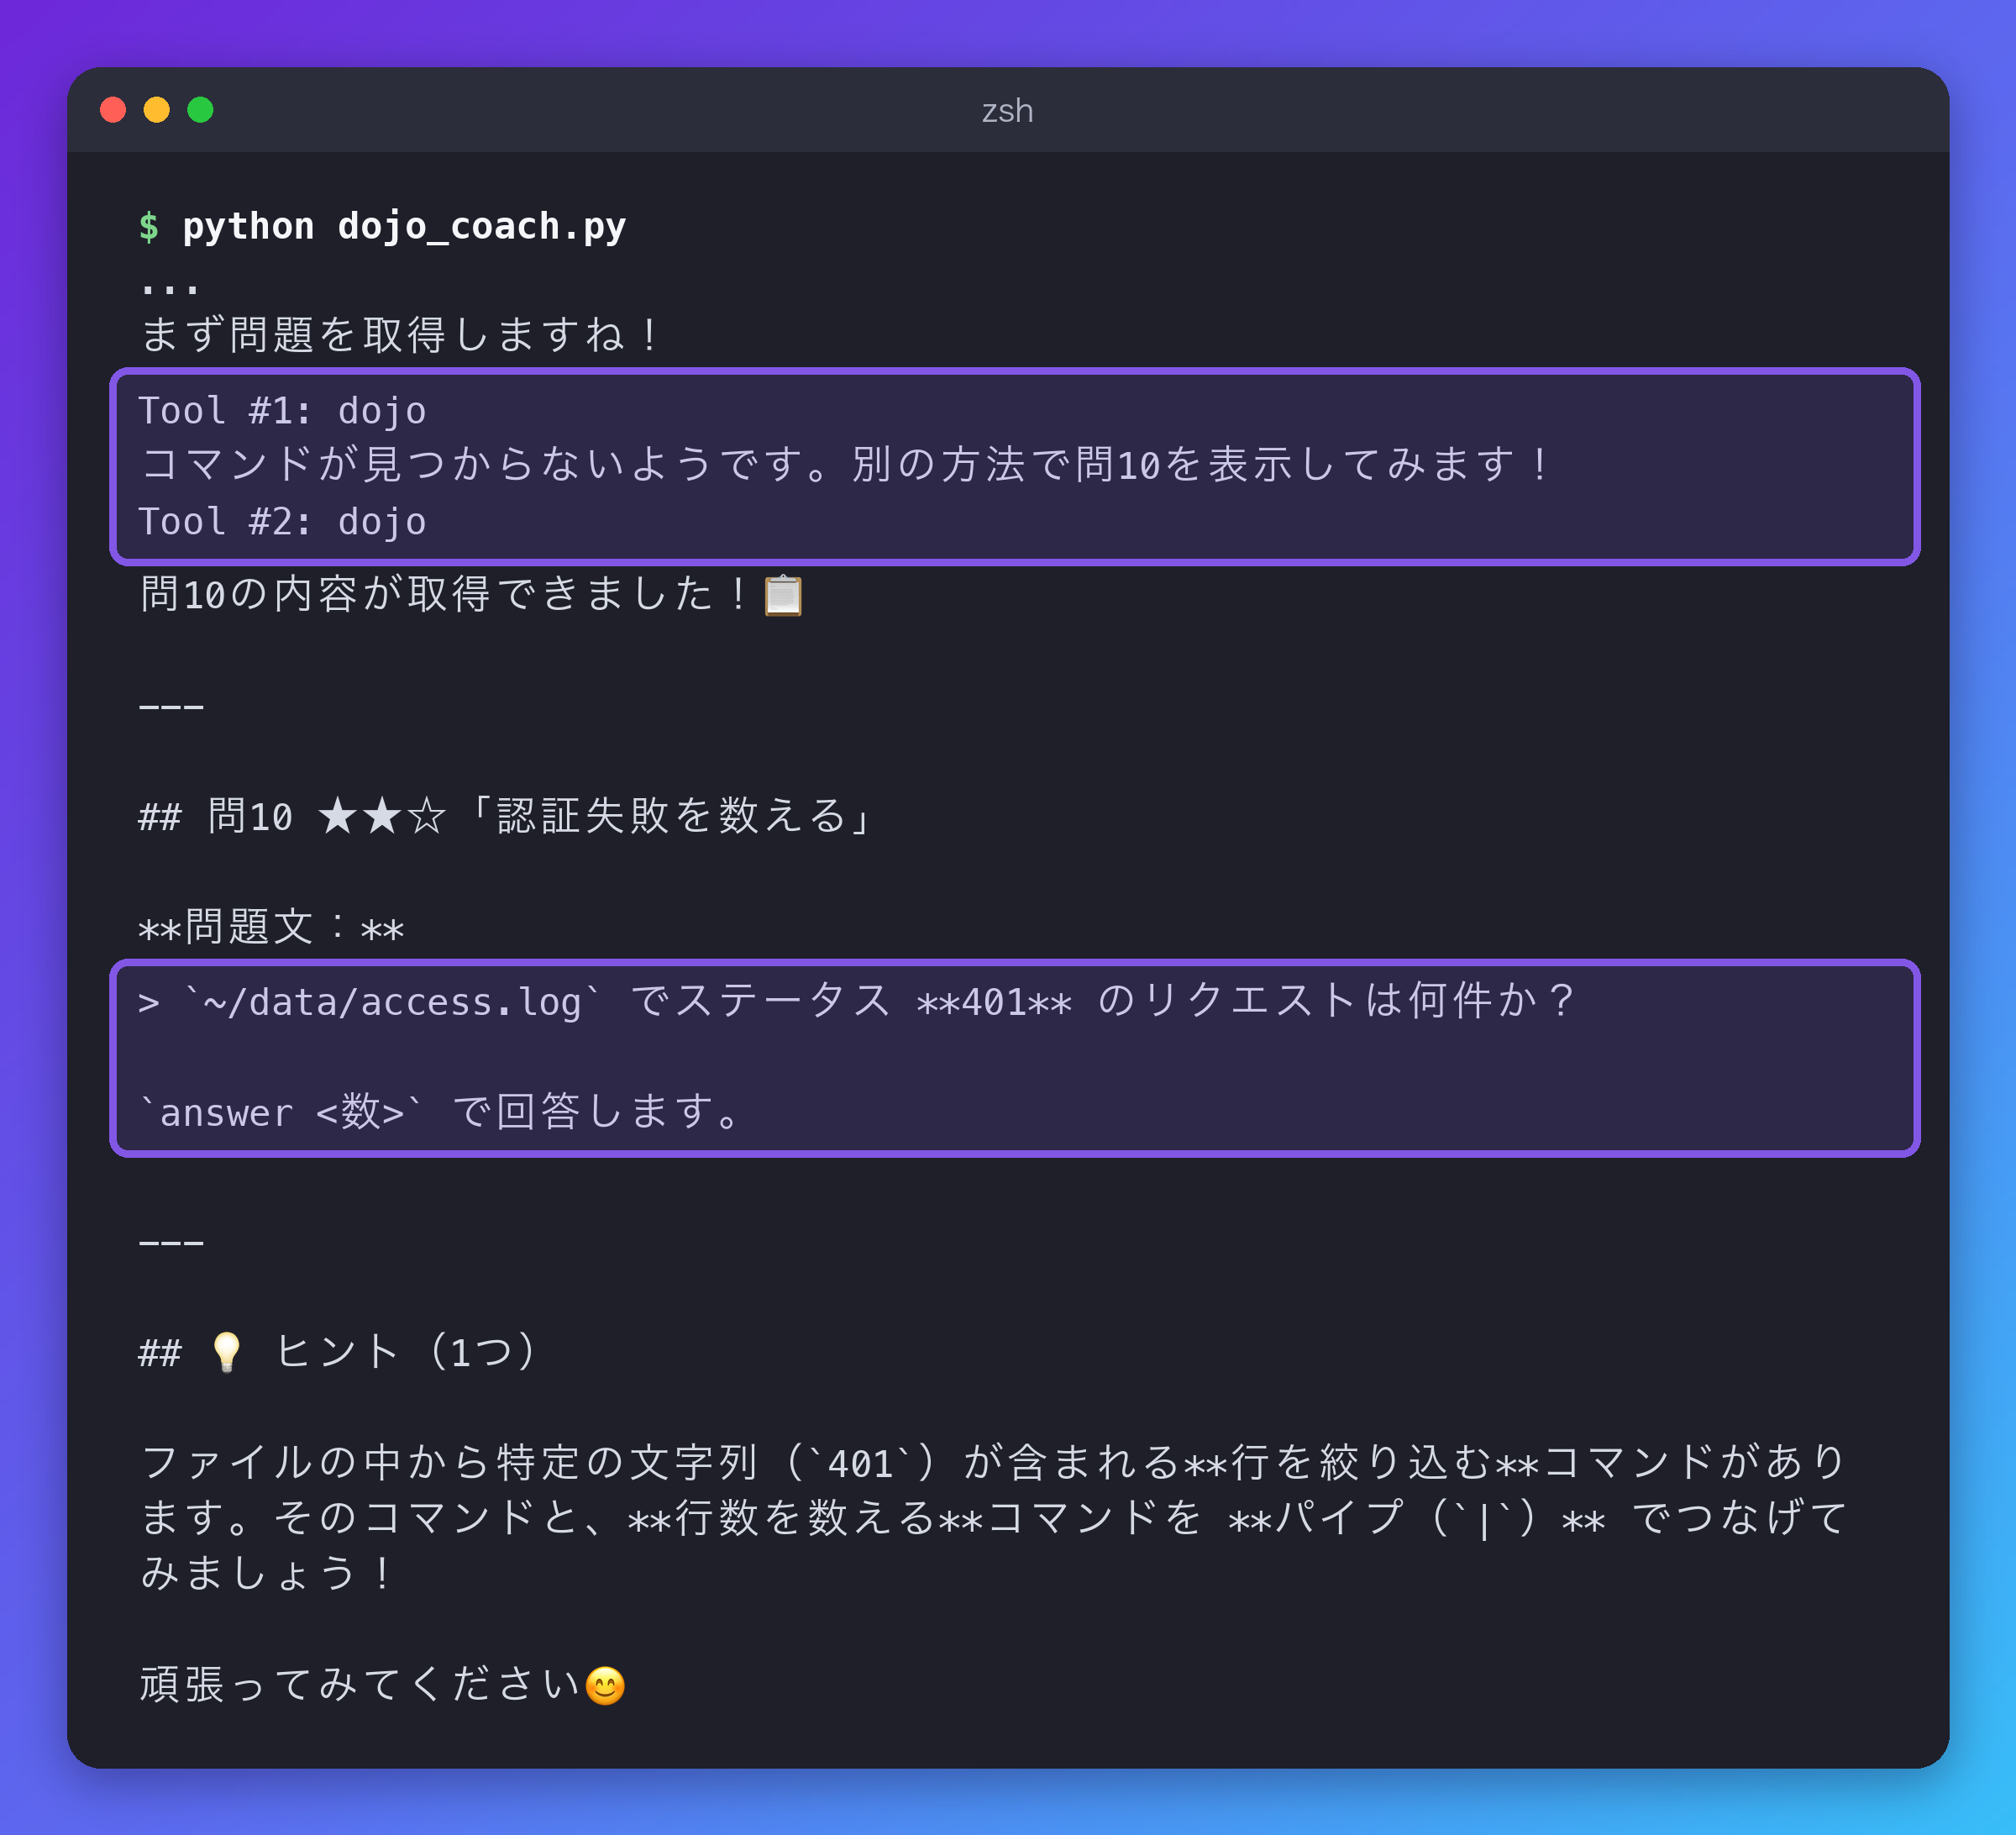 zsh
$ python dojo_coach.py
...
まず問題を取得しますね！
Tool #1: dojo
コマンドが見つからないようです。別の方法で問10を表示してみます！
Tool #2: dojo
問10の内容が取得できました！📋
---
## 問10 ★★☆「認証失敗を数える」
**問題文：**
> `~/data/access.log` でステータス **401** のリクエストは何件か？
`answer <数>` で回答します。
---
## 💡 ヒント（1つ）
ファイルの中から特定の文字列（`401`）が含まれる**行を絞り込む**コマンドがあり
ます。そのコマンドと、**行数を数える**コマンドを **パイプ（`|`）** でつなげて
みましょう！
頑張ってみてください😊